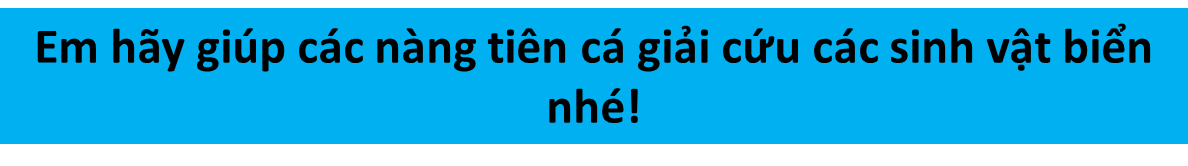 Em hãy giúp các nàng tiên cá giải cứu các sinh vật biển
nhé!